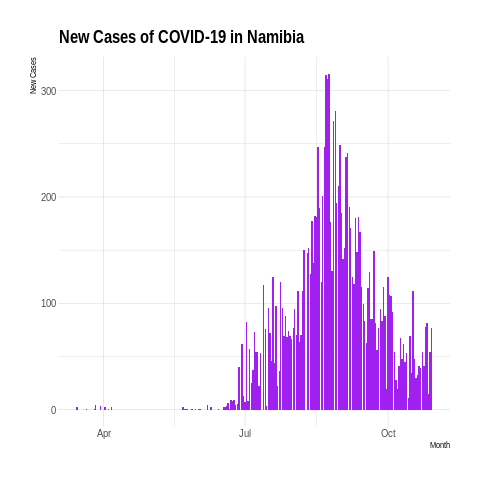 New Cases of COVID-19 in Namibia
New Cases
300
200
100
0
Apr
Jul
Oct
Month